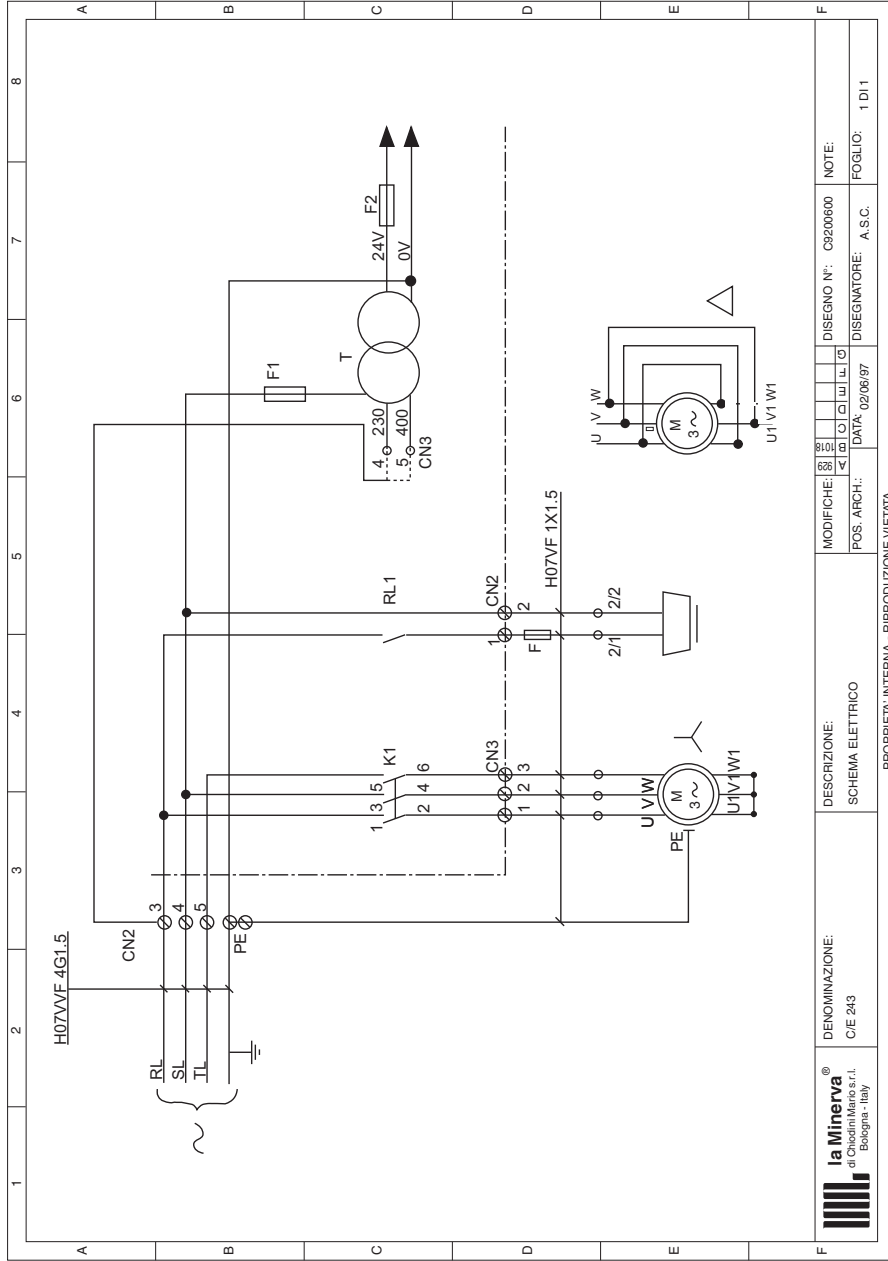 1 2 3 4 5 6 7 8
A
B
C
D
E
F
A
B
C
D
E
F
H07VVF 4G1.5
RL
SL
TL
CN2
3
4
5
PE
K1
1 3 5
2 4 6
CN3
1 2 3
U V W
PE
M
3
U1 V1 W1
RL1
CN2
1 2
F
H07VF 1X1.5
2/1 2/2
F1
T
230
400
4
5
CN3
24V
0V
F2
U V W
M
3
U1 V1 W1
la Minerva®
di Chiodini Mario s.r.l.
Bologna - Italy
DENOMINAZIONE:
C/E 243
DESCRIZIONE:
SCHEMA ELETTRICO
MODIFICHE:
929 1018
A B C D E F G
DISEGNO N°: C9200600
NOTE:
POS. ARCH.:
DATA: 02/06/97
DISEGNATORE: A.S.C.
FOGLIO: 1 DI 1
PROPRIETA' INTERNA - RIPRODUZIONE VIETATA